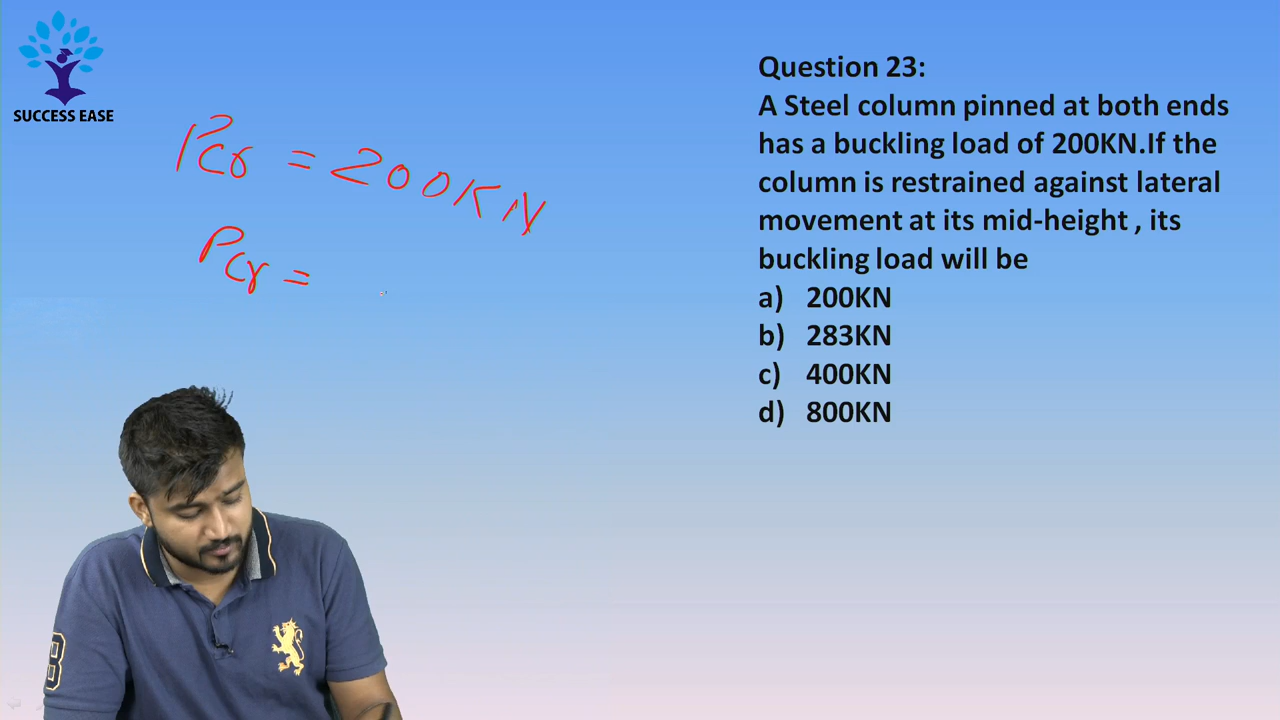 SUCCESS EASE
Pcr = 200KN
Pcr =
Question 23:
A Steel column pinned at both ends
has a buckling load of 200KN.If the
column is restrained against lateral
movement at its mid-height , its
buckling load will be
a) 200KN
b) 283KN
c) 400KN
d) 800KN
B